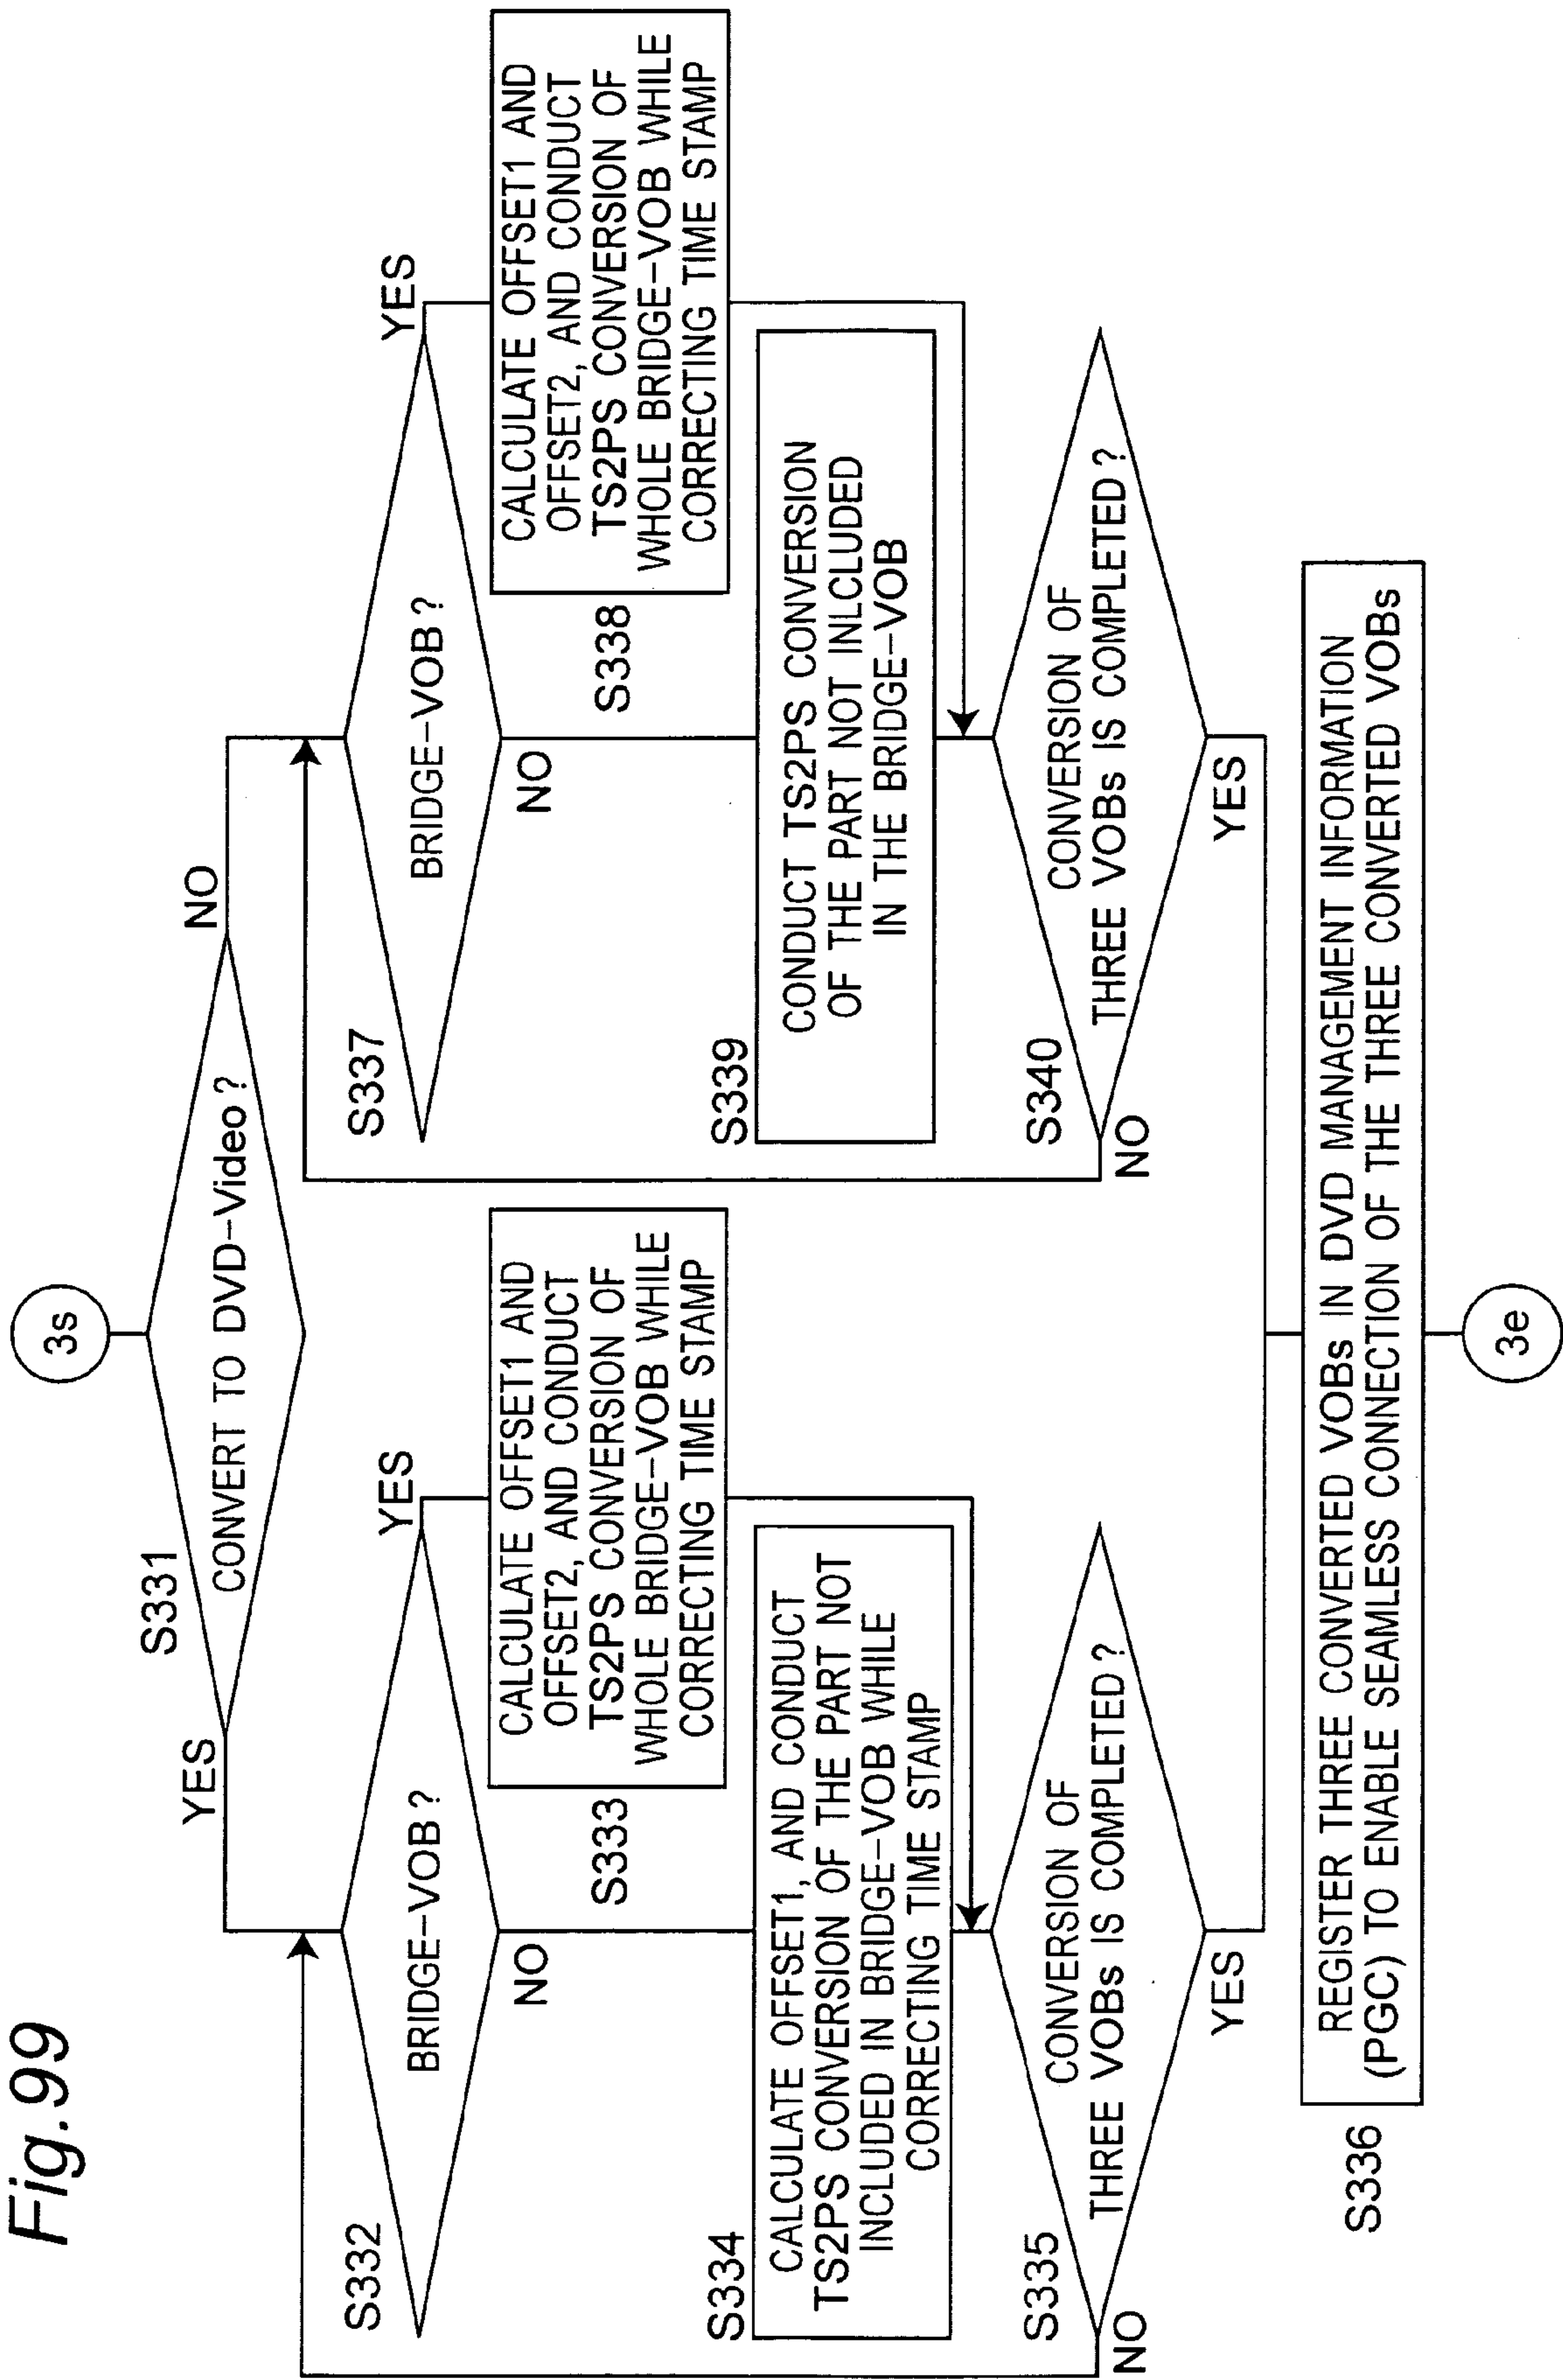 Fig.99
3s
S331
CONVERT TO DVD-Video?
YES
NO
S332
BRIDGE-VOB?
YES
NO
S333
CALCULATE OFFSET1 AND
OFFSET2, AND CONDUCT
TS2PS CONVERSION OF
WHOLE BRIDGE-VOB WHILE
CORRECTING TIME STAMP
S334
CALCULATE OFFSET1, AND CONDUCT
TS2PS CONVERSION OF THE PART NOT
INCLUDED IN BRIDGE-VOB WHILE
CORRECTING TIME STAMP
S335
CONVERSION OF
THREE VOBs IS COMPLETED?
NO
YES
S337
BRIDGE-VOB?
YES
NO
S338
CALCULATE OFFSET1 AND
OFFSET2, AND CONDUCT
TS2PS CONVERSION OF
WHOLE BRIDGE-VOB WHILE
CORRECTING TIME STAMP
S339
CONDUCT TS2PS CONVERSION
OF THE PART NOT INLCLUDED
IN THE BRIDGE-VOB
S340
CONVERSION OF
THREE VOBs IS COMPLETED?
NO
YES
S336
REGISTER THREE CONVERTED VOBs IN DVD MANAGEMENT INFORMATION
(PGC) TO ENABLE SEAMLESS CONNECTION OF THE THREE CONVERTED VOBs
3e